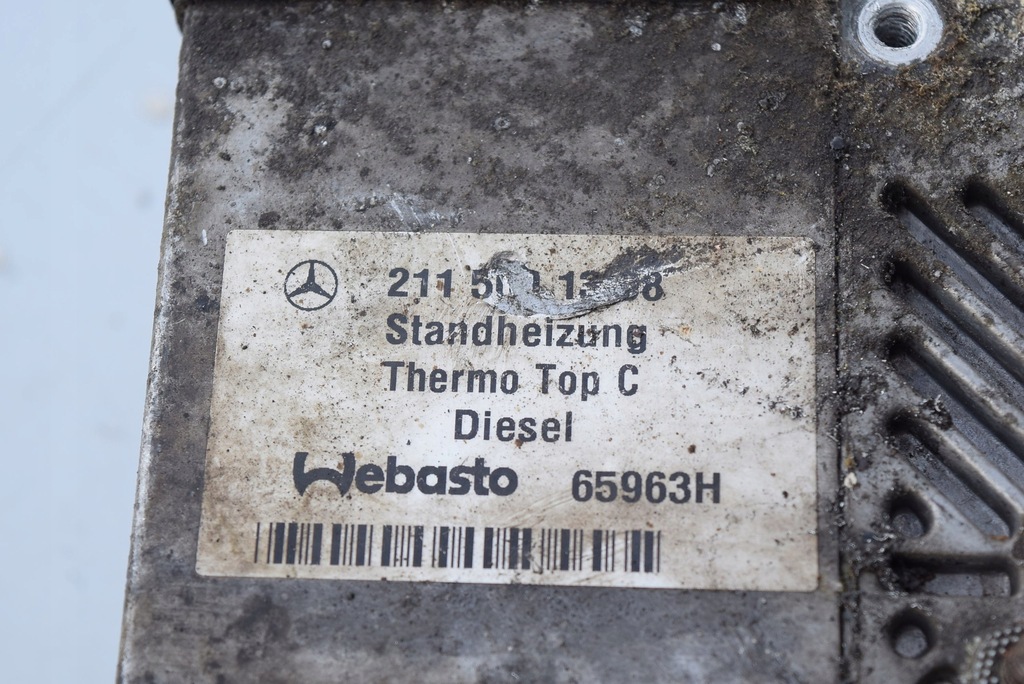 211
Standheizung
Thermo Top C
Diesel
Webasto 65963H